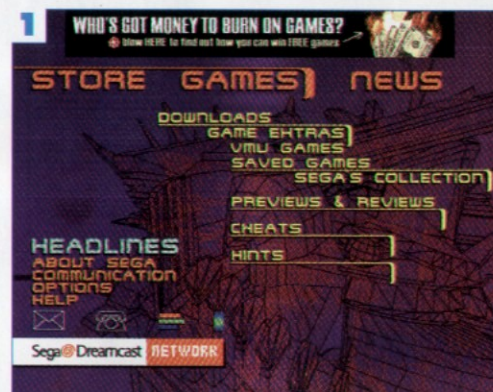 1
WHO'S GOT MONEY TO BURN ON GAMES?
blow HERE to find out how you can win FREE games
STORE GAMES NEWS
DOWNLOADS
GAME EXTRAS
VMU GAMES
SAVED GAMES
SEGA'S COLLECTION
PREVIEWS & REVIEWS
CHEATS
HINTS
HEADLINES
ABOUT SEGA
COMMUNICATION
OPTIONS
HELP
Sega Dreamcast NETWORK